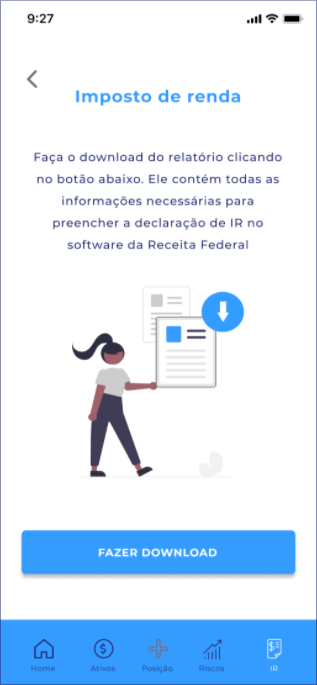 9:27
Imposto de renda
Faça o download do relatório clicando
no botão abaixo. Ele contém todas as
informações necessárias para
preencher a declaração de IR no
software da Receita Federal
FAZER DOWNLOAD
Home Ativos Posição Riscos IR